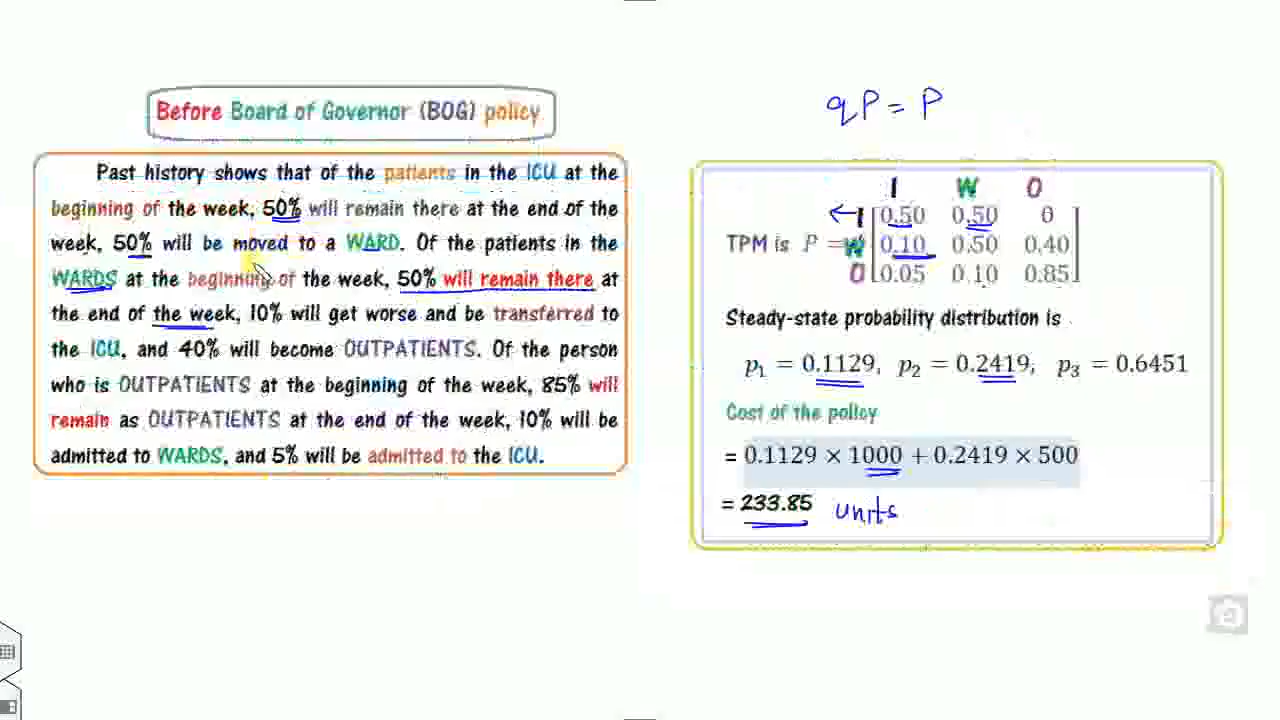 Before Board of Governor (BOG) policy
Past history shows that of the patients in the ICU at the
beginning of the week, 50% will remain there at the end of the
week, 50% will be moved to a WARD. Of the patients in the
WARDS at the beginning of the week, 50% will remain there at
the end of the week, 10% will get worse and be transferred to
the ICU, and 40% will become OUTPATIENTS. Of the person
who is OUTPATIENTS at the beginning of the week, 85% will
remain as OUTPATIENTS at the end of the week, 10% will be
admitted to WARDS, and 5% will be admitted to the ICU.
qP = P
I W O
I 0.50 0.50 0
TPM is P = W 0.10 0.50 0.40
O 0.05 0.10 0.85
Steady-state probability distribution is
p₁ = 0.1129, p₂ = 0.2419, p₃ = 0.6451
Cost of the policy
= 0.1129 × 1000 + 0.2419 × 500
= 233.85 units